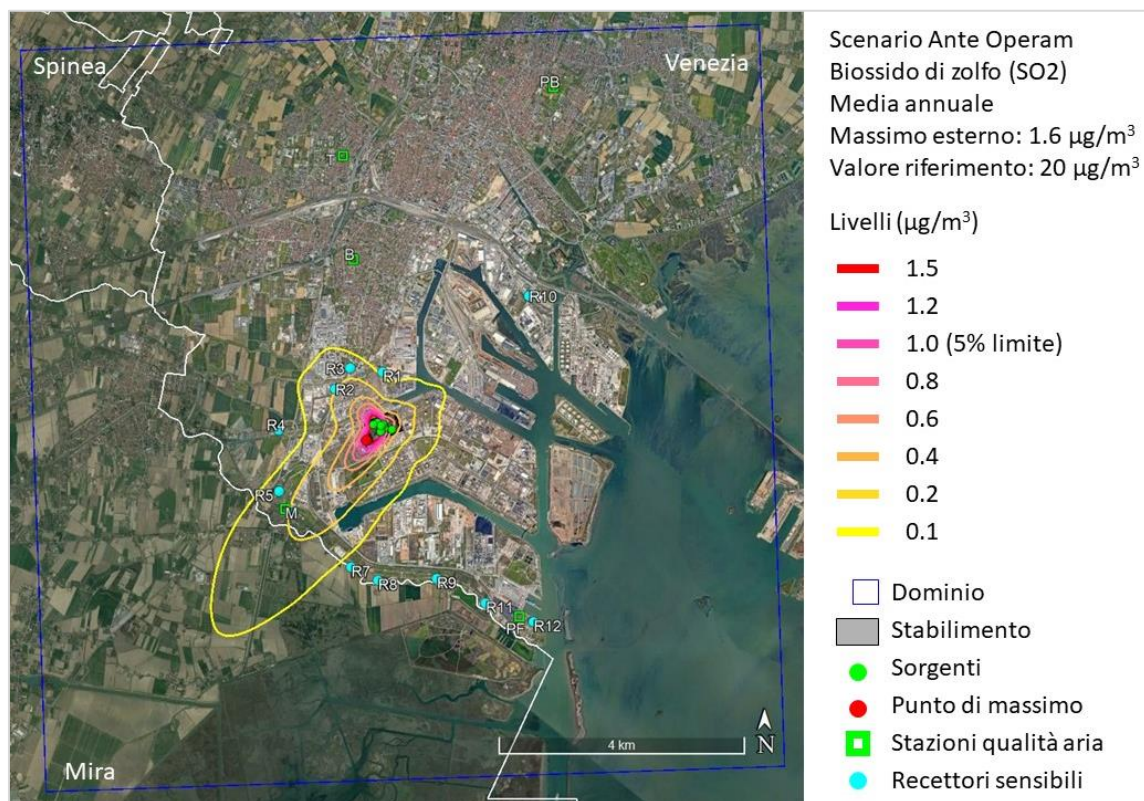 Spinea
Venezia
PB
T
B
R10
R3
R1
R2
R4
R5
M
R7
R8
R9
R11
PF
R12
4 km
N
Mira
Scenario Ante Operam
Biossido di zolfo (SO2)
Media annuale
Massimo esterno: 1.6 µg/m³
Valore riferimento: 20 µg/m³
Livelli (µg/m³)
1.5
1.2
1.0 (5% limite)
0.8
0.6
0.4
0.2
0.1
Dominio
Stabilimento
Sorgenti
Punto di massimo
Stazioni qualità aria
Recettori sensibili